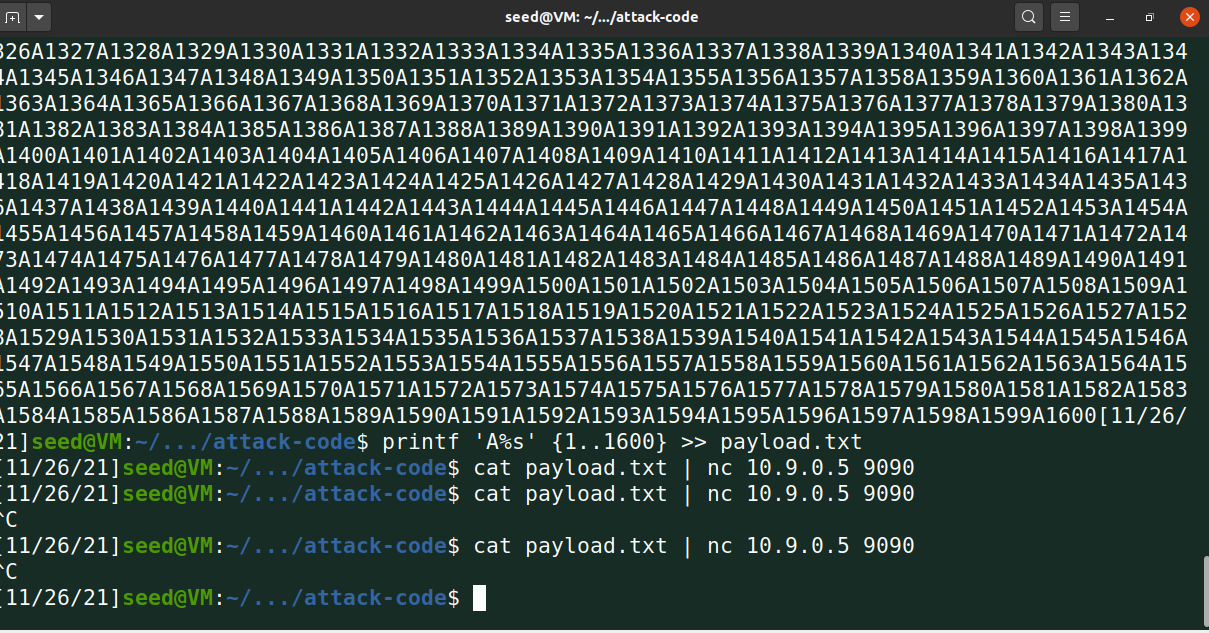 seed@VM: ~/.../attack-code
326A1327A1328A1329A1330A1331A1332A1333A1334A1335A1336A1337A1338A1339A1340A1341A1342A1343A134
4A1345A1346A1347A1348A1349A1350A1351A1352A1353A1354A1355A1356A1357A1358A1359A1360A1361A1362A
1363A1364A1365A1366A1367A1368A1369A1370A1371A1372A1373A1374A1375A1376A1377A1378A1379A1380A13
81A1382A1383A1384A1385A1386A1387A1388A1389A1390A1391A1392A1393A1394A1395A1396A1397A1398A1399
A1400A1401A1402A1403A1404A1405A1406A1407A1408A1409A1410A1411A1412A1413A1414A1415A1416A1417A1
418A1419A1420A1421A1422A1423A1424A1425A1426A1427A1428A1429A1430A1431A1432A1433A1434A1435A143
6A1437A1438A1439A1440A1441A1442A1443A1444A1445A1446A1447A1448A1449A1450A1451A1452A1453A1454A
1455A1456A1457A1458A1459A1460A1461A1462A1463A1464A1465A1466A1467A1468A1469A1470A1471A1472A14
73A1474A1475A1476A1477A1478A1479A1480A1481A1482A1483A1484A1485A1486A1487A1488A1489A1490A1491
A1492A1493A1494A1495A1496A1497A1498A1499A1500A1501A1502A1503A1504A1505A1506A1507A1508A1509A1
510A1511A1512A1513A1514A1515A1516A1517A1518A1519A1520A1521A1522A1523A1524A1525A1526A1527A152
8A1529A1530A1531A1532A1533A1534A1535A1536A1537A1538A1539A1540A1541A1542A1543A1544A1545A1546A
1547A1548A1549A1550A1551A1552A1553A1554A1555A1556A1557A1558A1559A1560A1561A1562A1563A1564A15
65A1566A1567A1568A1569A1570A1571A1572A1573A1574A1575A1576A1577A1578A1579A1580A1581A1582A1583
A1584A1585A1586A1587A1588A1589A1590A1591A1592A1593A1594A1595A1596A1597A1598A1599A1600[11/26/
21]seed@VM:~/.../attack-code$ printf 'A%s' {1..1600} >> payload.txt
[11/26/21]seed@VM:~/.../attack-code$ cat payload.txt | nc 10.9.0.5 9090
[11/26/21]seed@VM:~/.../attack-code$ cat payload.txt | nc 10.9.0.5 9090
^C
[11/26/21]seed@VM:~/.../attack-code$ cat payload.txt | nc 10.9.0.5 9090
^C
[11/26/21]seed@VM:~/.../attack-code$